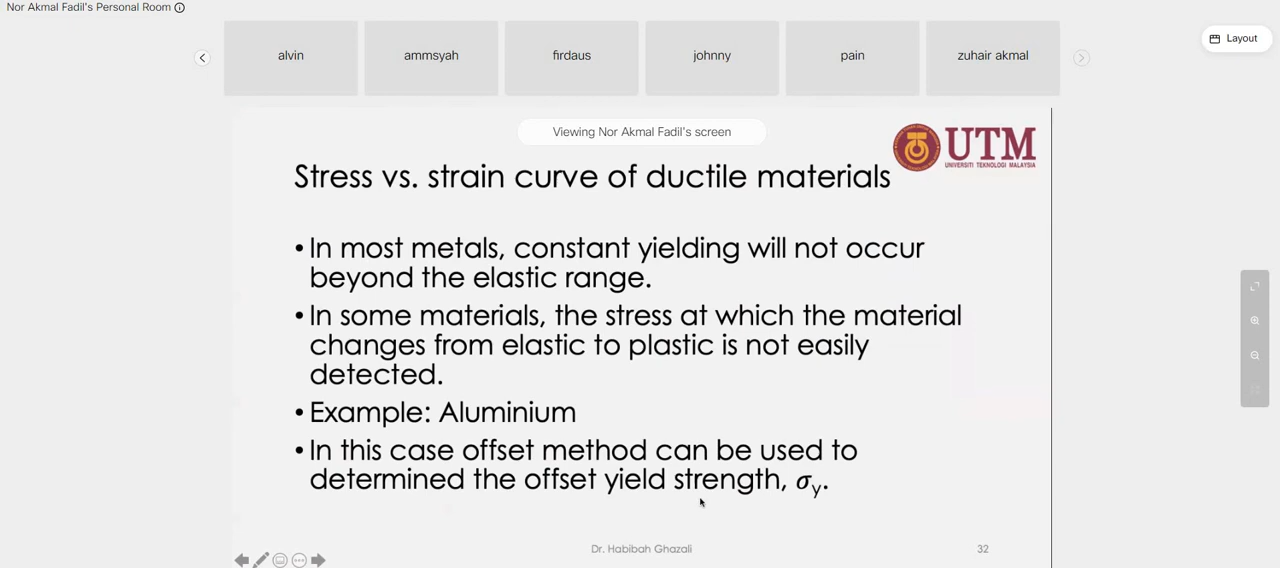 Nor Akmal Fadil's Personal Room
alvin
ammsyah
firdaus
johnny
pain
zuhair akmal
Layout
Viewing Nor Akmal Fadil's screen
UTM
UNIVERSITI TEKNOLOGI MALAYSIA
Stress vs. strain curve of ductile materials
• In most metals, constant yielding will not occur
beyond the elastic range.
• In some materials, the stress at which the material
changes from elastic to plastic is not easily
detected.
• Example: Aluminium
• In this case offset method can be used to
determined the offset yield strength, σy.
Dr. Habibah Ghazali
32